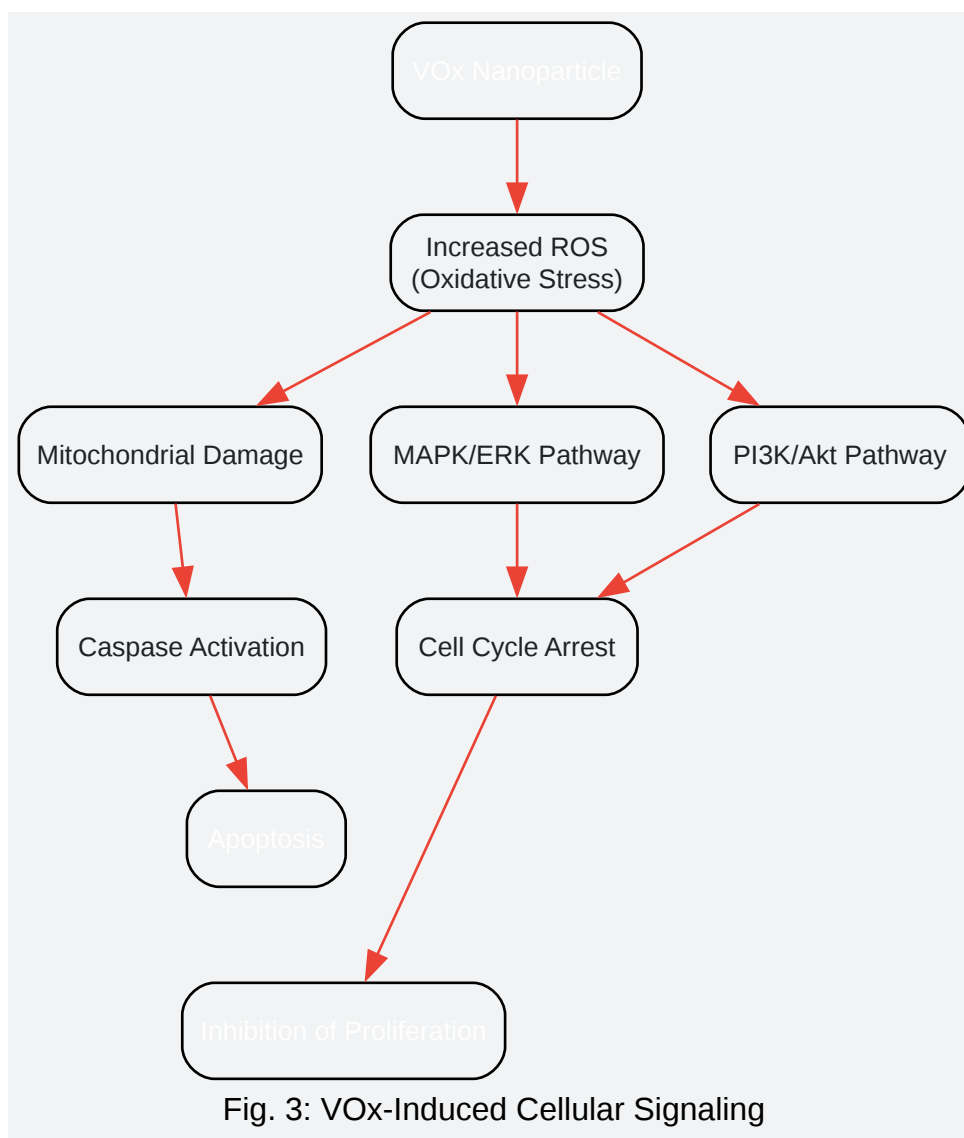 VOx Nanoparticle
Increased ROS
(Oxidative Stress)
Mitochondrial Damage
MAPK/ERK Pathway
PI3K/Akt Pathway
Caspase Activation
Cell Cycle Arrest
Apoptosis
Inhibition of Proliferation
Fig. 3: VOx-Induced Cellular Signaling